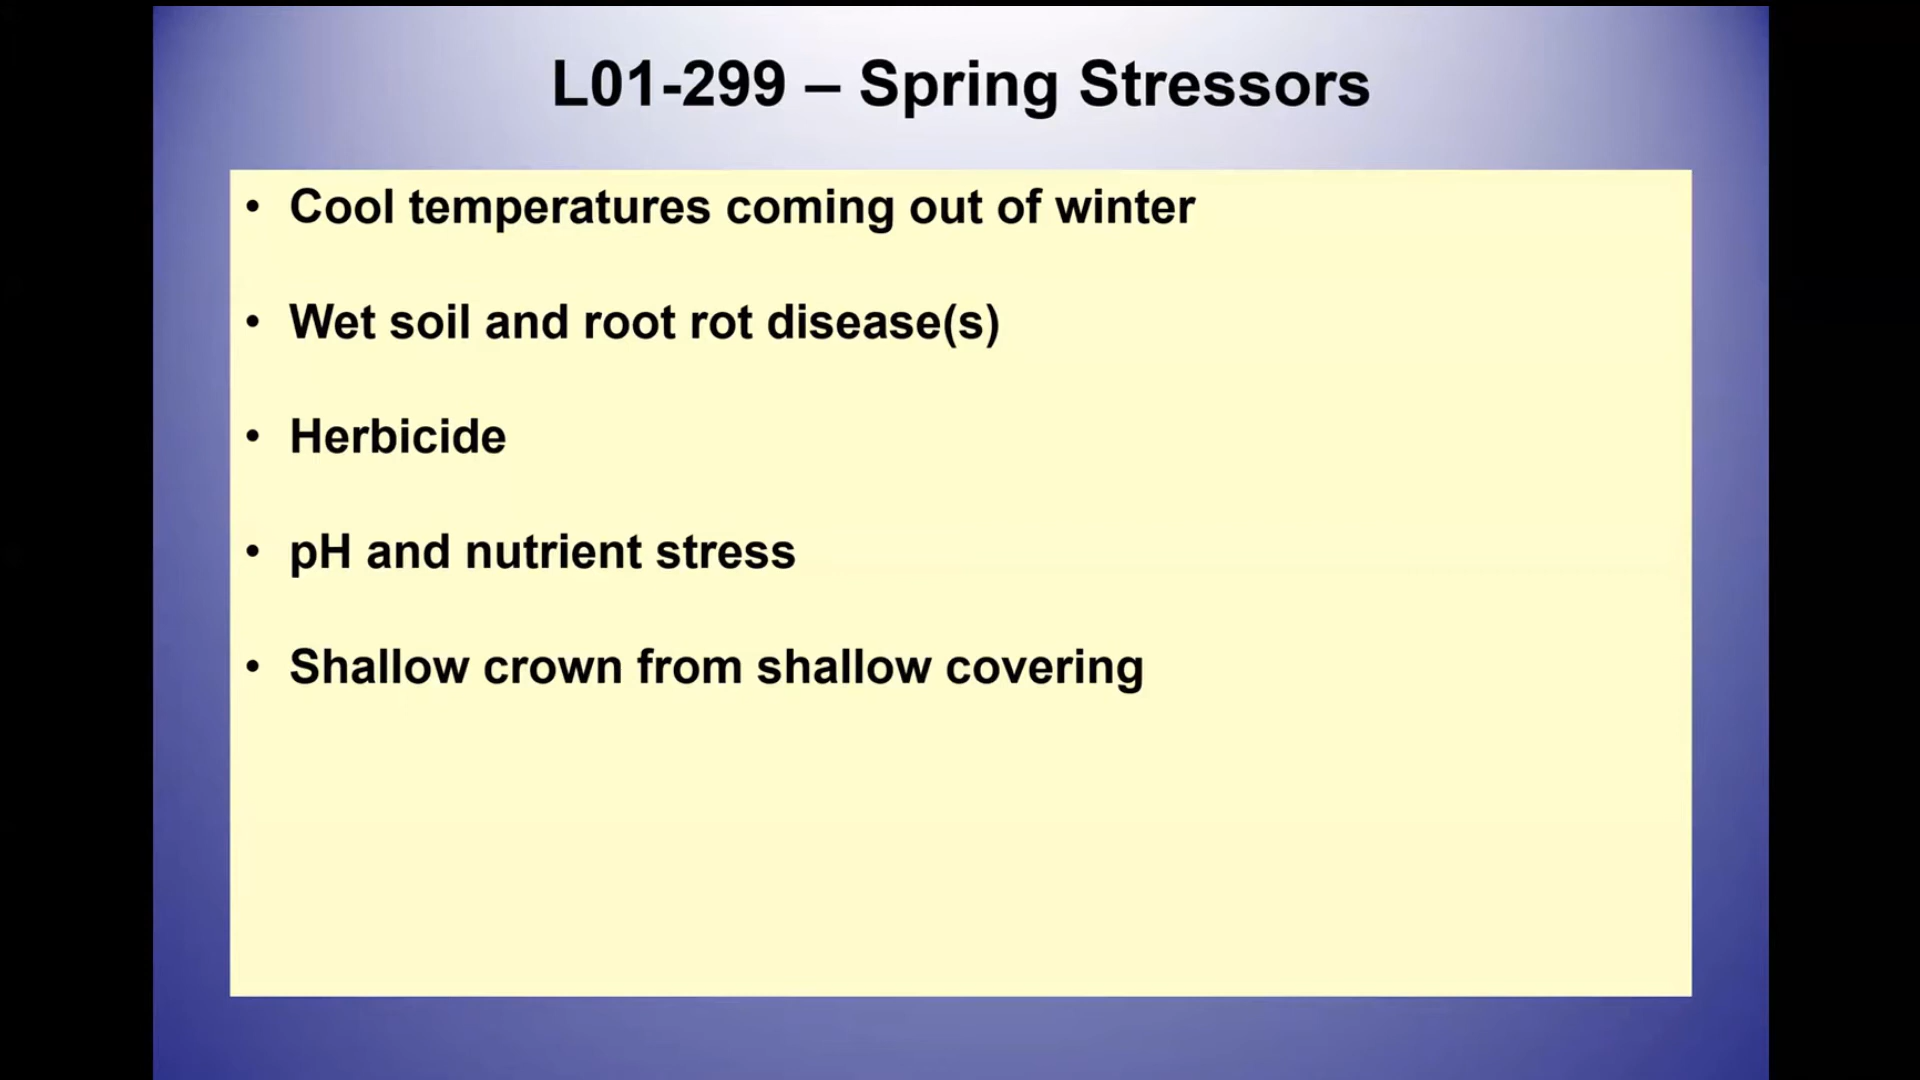 L01-299 – Spring Stressors
• Cool temperatures coming out of winter
• Wet soil and root rot disease(s)
• Herbicide
• pH and nutrient stress
• Shallow crown from shallow covering